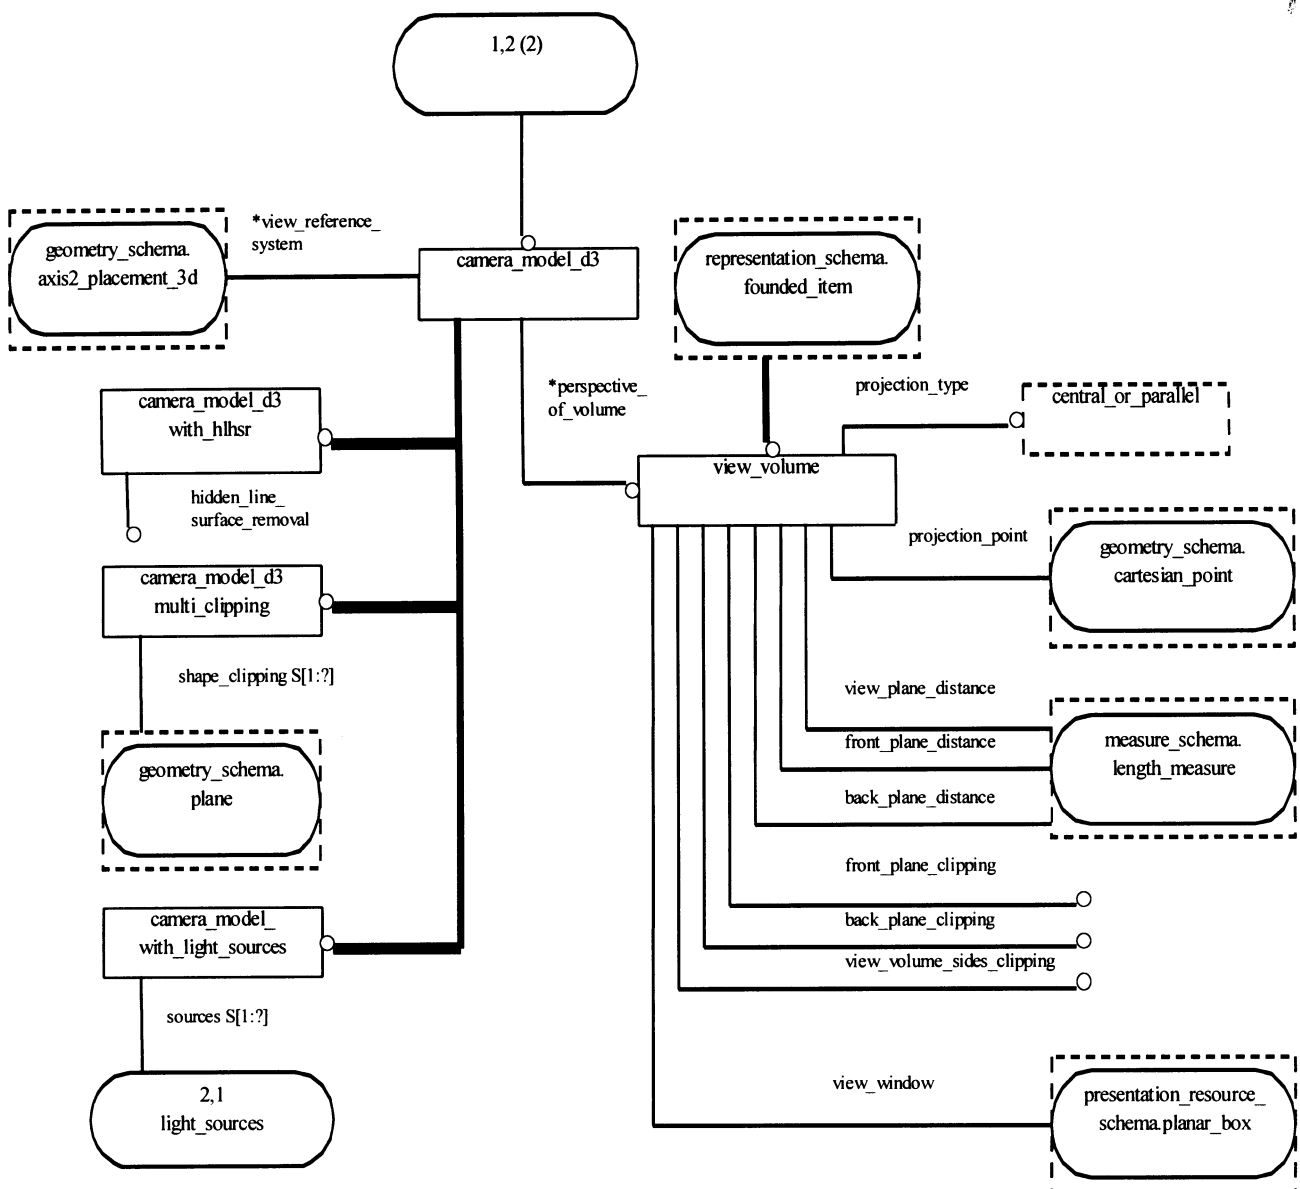 1,2 (2)
*view_reference_
system
geometry_schema.
axis2_placement_3d
camera_model_d3
representation_schema.
founded_item
camera_model_d3
with_hlhsr
*perspective_
of_volume
projection_type
central_or_parallel
view_volume
hidden_line_
surface_removal
projection_point
geometry_schema.
cartesian_point
camera_model_d3
multi_clipping
shape_clipping S[1:?]
view_plane_distance
front_plane_distance
measure_schema.
length_measure
geometry_schema.
plane
back_plane_distance
front_plane_clipping
camera_model_
with_light_sources
back_plane_clipping
view_volume_sides_clipping
sources S[1:?]
view_window
presentation_resource_
schema.planar_box
2,1
light_sources